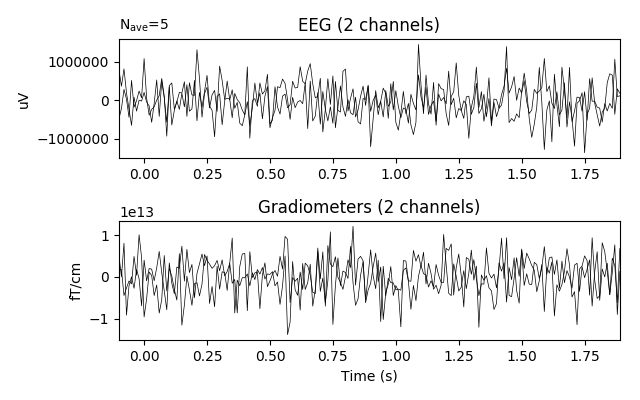 N_ave=5
EEG (2 channels)
uV
1000000
0
−1000000
0.00 0.25 0.50 0.75 1.00 1.25 1.50 1.75
Gradiometers (2 channels)
1e13
fT/cm
1
0
−1
0.00 0.25 0.50 0.75 1.00 1.25 1.50 1.75
Time (s)